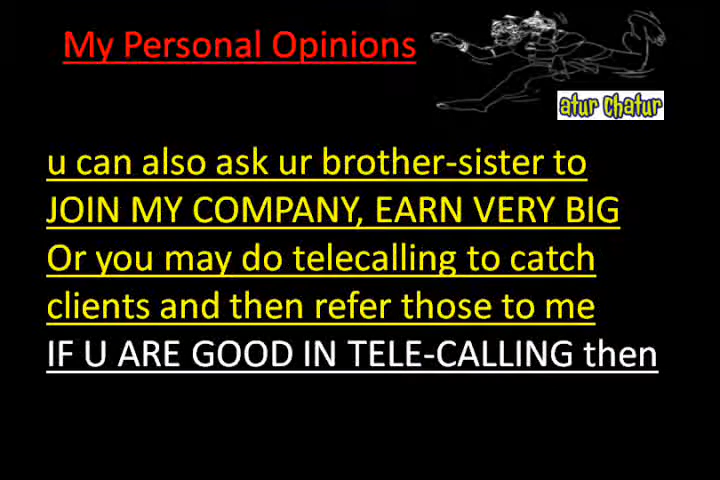 My Personal Opinions
atur chatur
u can also ask ur brother-sister to
JOIN MY COMPANY, EARN VERY BIG
Or you may do telecalling to catch
clients and then refer those to me
IF U ARE GOOD IN TELE-CALLING then